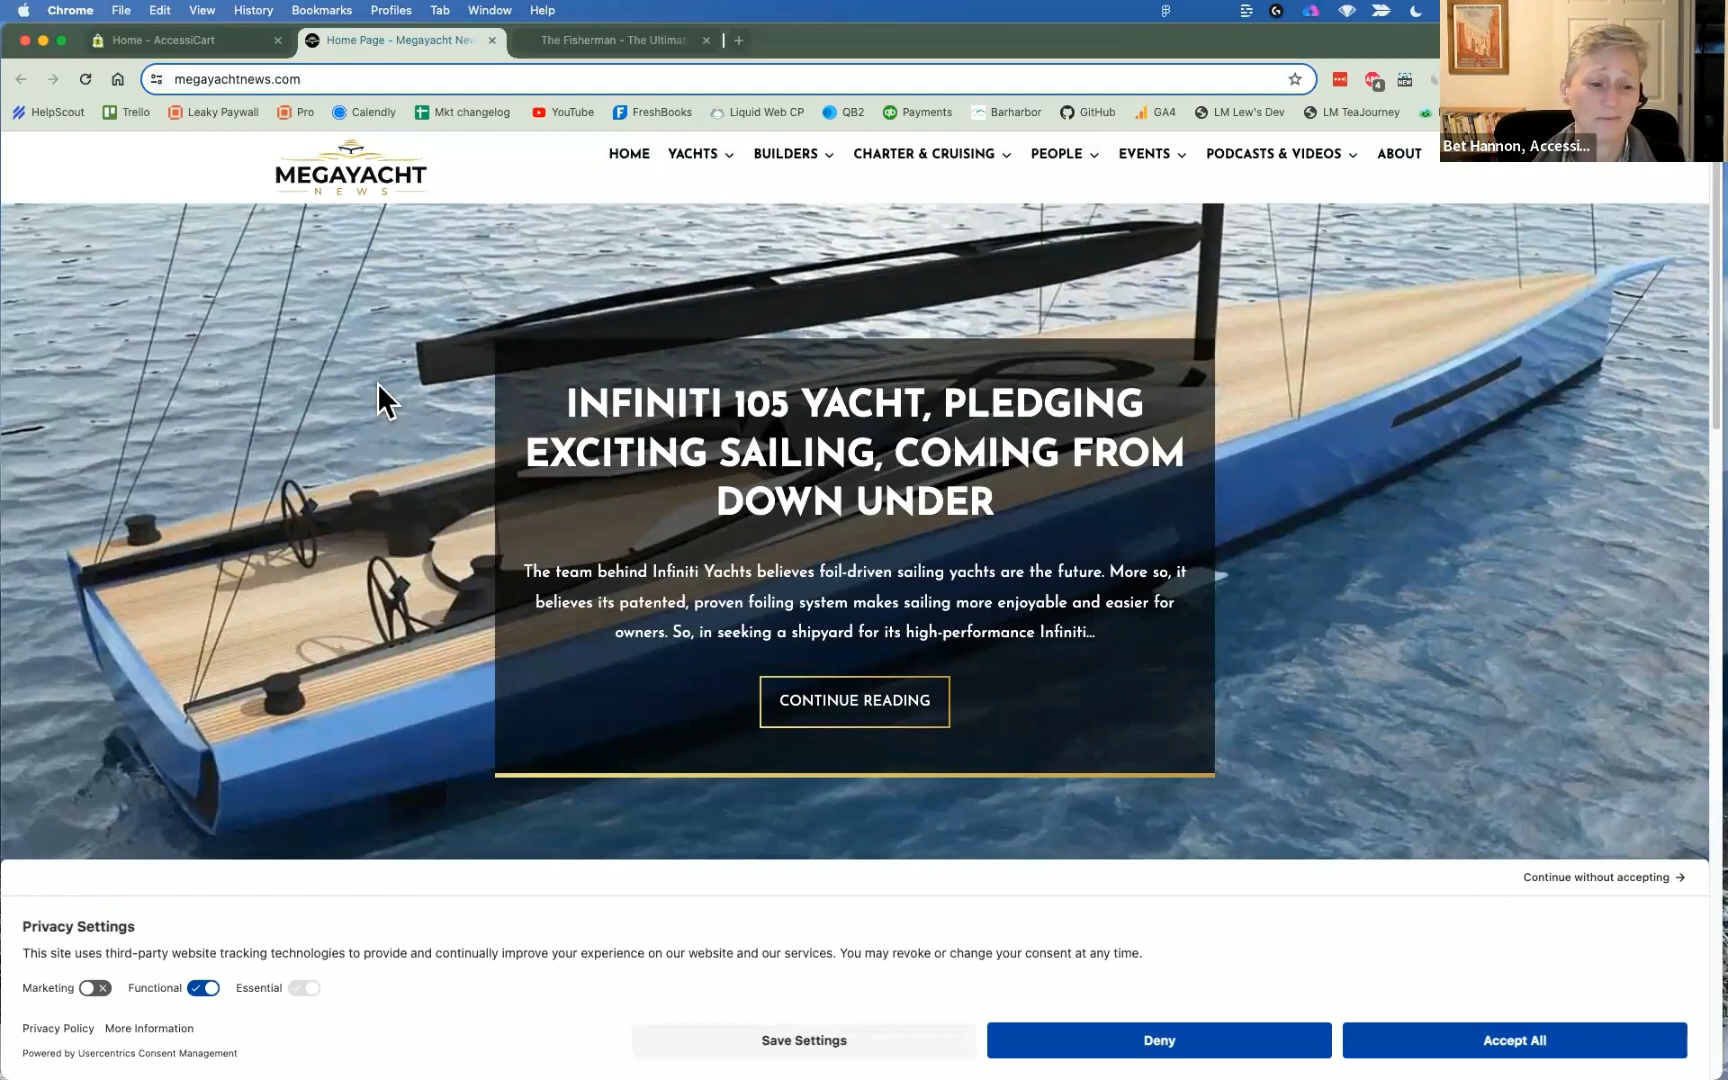 Chrome File Edit View History Bookmarks Profiles Tab Window Help
Home - AccessiCart
Home Page - Megayacht New
The Fisherman - The Ultimat
megayachtnews.com
HelpScout Trello Leaky Paywall Pro Calendly Mkt changelog YouTube FreshBooks Liquid Web CP QB2 Payments Barharbor GitHub GA4 LM Lew's Dev LM TeaJourney
NEW
4
Bet Hannon, Accessi...
MEGAYACHT
NEWS
HOME YACHTS BUILDERS CHARTER & CRUISING PEOPLE EVENTS PODCASTS & VIDEOS ABOUT
INFINITI 105 YACHT, PLEDGING
EXCITING SAILING, COMING FROM
DOWN UNDER
The team behind Infiniti Yachts believes foil-driven sailing yachts are the future. More so, it
believes its patented, proven foiling system makes sailing more enjoyable and easier for
owners. So, in seeking a shipyard for its high-performance Infiniti...
CONTINUE READING
Continue without accepting
Privacy Settings
This site uses third-party website tracking technologies to provide and continually improve your experience on our website and our services. You may revoke or change your consent at any time.
Marketing Functional Essential
Privacy Policy More Information
Powered by Usercentrics Consent Management
Save Settings
Deny
Accept All